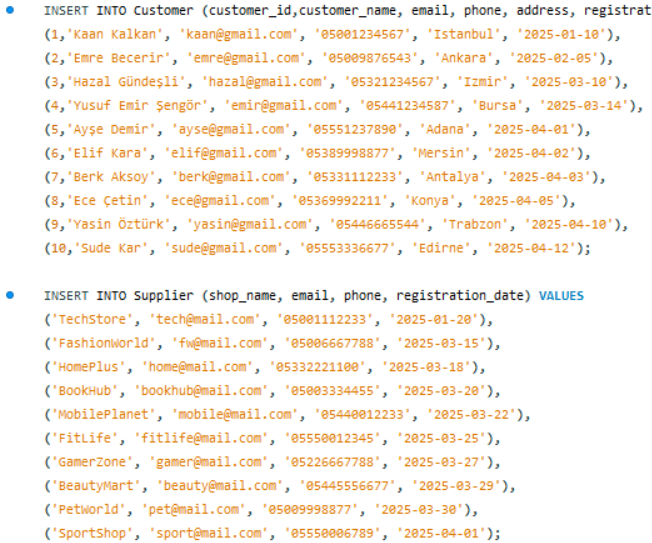 INSERT INTO Customer (customer_id,customer_name, email, phone, address, registrat
(1,'Kaan Kalkan', 'kaan@gmail.com', '05001234567', 'Istanbul', '2025-01-10'),
(2,'Emre Becerir', 'emre@gmail.com', '05009876543', 'Ankara', '2025-02-05'),
(3,'Hazal Gündeşli', 'hazal@gmail.com', '05321234567', 'Izmir', '2025-03-10'),
(4,'Yusuf Emir Şengör', 'emir@gmail.com', '05441234587', 'Bursa', '2025-03-14'),
(5,'Ayşe Demir', 'ayse@gmail.com', '05551237890', 'Adana', '2025-04-01'),
(6,'Elif Kara', 'elif@gmail.com', '05389998877', 'Mersin', '2025-04-02'),
(7,'Berk Aksoy', 'berk@gmail.com', '05331112233', 'Antalya', '2025-04-03'),
(8,'Ece Çetin', 'ece@gmail.com', '05369992211', 'Konya', '2025-04-05'),
(9,'Yasin Öztürk', 'yasin@gmail.com', '05446665544', 'Trabzon', '2025-04-10'),
(10,'Sude Kar', 'sude@gmail.com', '05553336677', 'Edirne', '2025-04-12');
INSERT INTO Supplier (shop_name, email, phone, registration_date) VALUES
('TechStore', 'tech@mail.com', '05001112233', '2025-01-20'),
('FashionWorld', 'fw@mail.com', '05006667788', '2025-03-15'),
('HomePlus', 'home@mail.com', '05332221100', '2025-03-18'),
('BookHub', 'bookhub@mail.com', '05003334455', '2025-03-20'),
('MobilePlanet', 'mobile@mail.com', '05440012233', '2025-03-22'),
('FitLife', 'fitlife@mail.com', '05550012345', '2025-03-25'),
('GamerZone', 'gamer@mail.com', '05226667788', '2025-03-27'),
('BeautyMart', 'beauty@mail.com', '05445556677', '2025-03-29'),
('PetWorld', 'pet@mail.com', '05009998877', '2025-03-30'),
('SportShop', 'sport@mail.com', '05550006789', '2025-04-01');